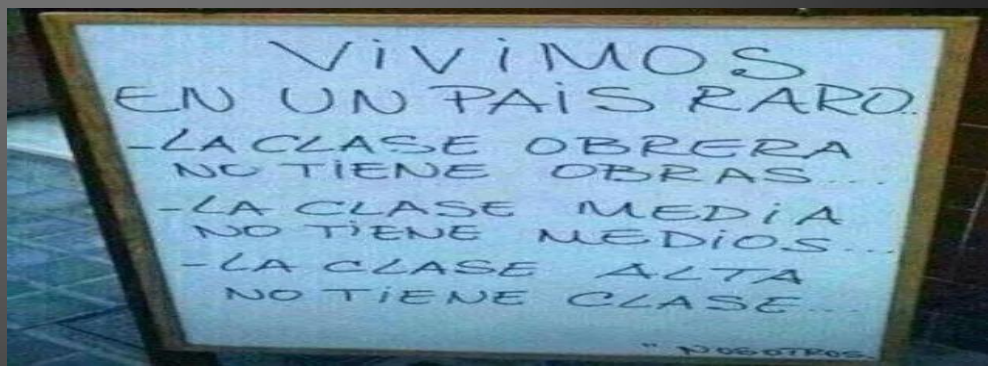 ViViMOS
EN UN PAiS RARO..
-LA CLASE OBRERA
NO TiENE OBRAS....
-LA CLASE MEDiA
NO TiENE MEDiOS...
-LA CLASE ALTA
NO TiENE CLASE...
" NOSOTROS.